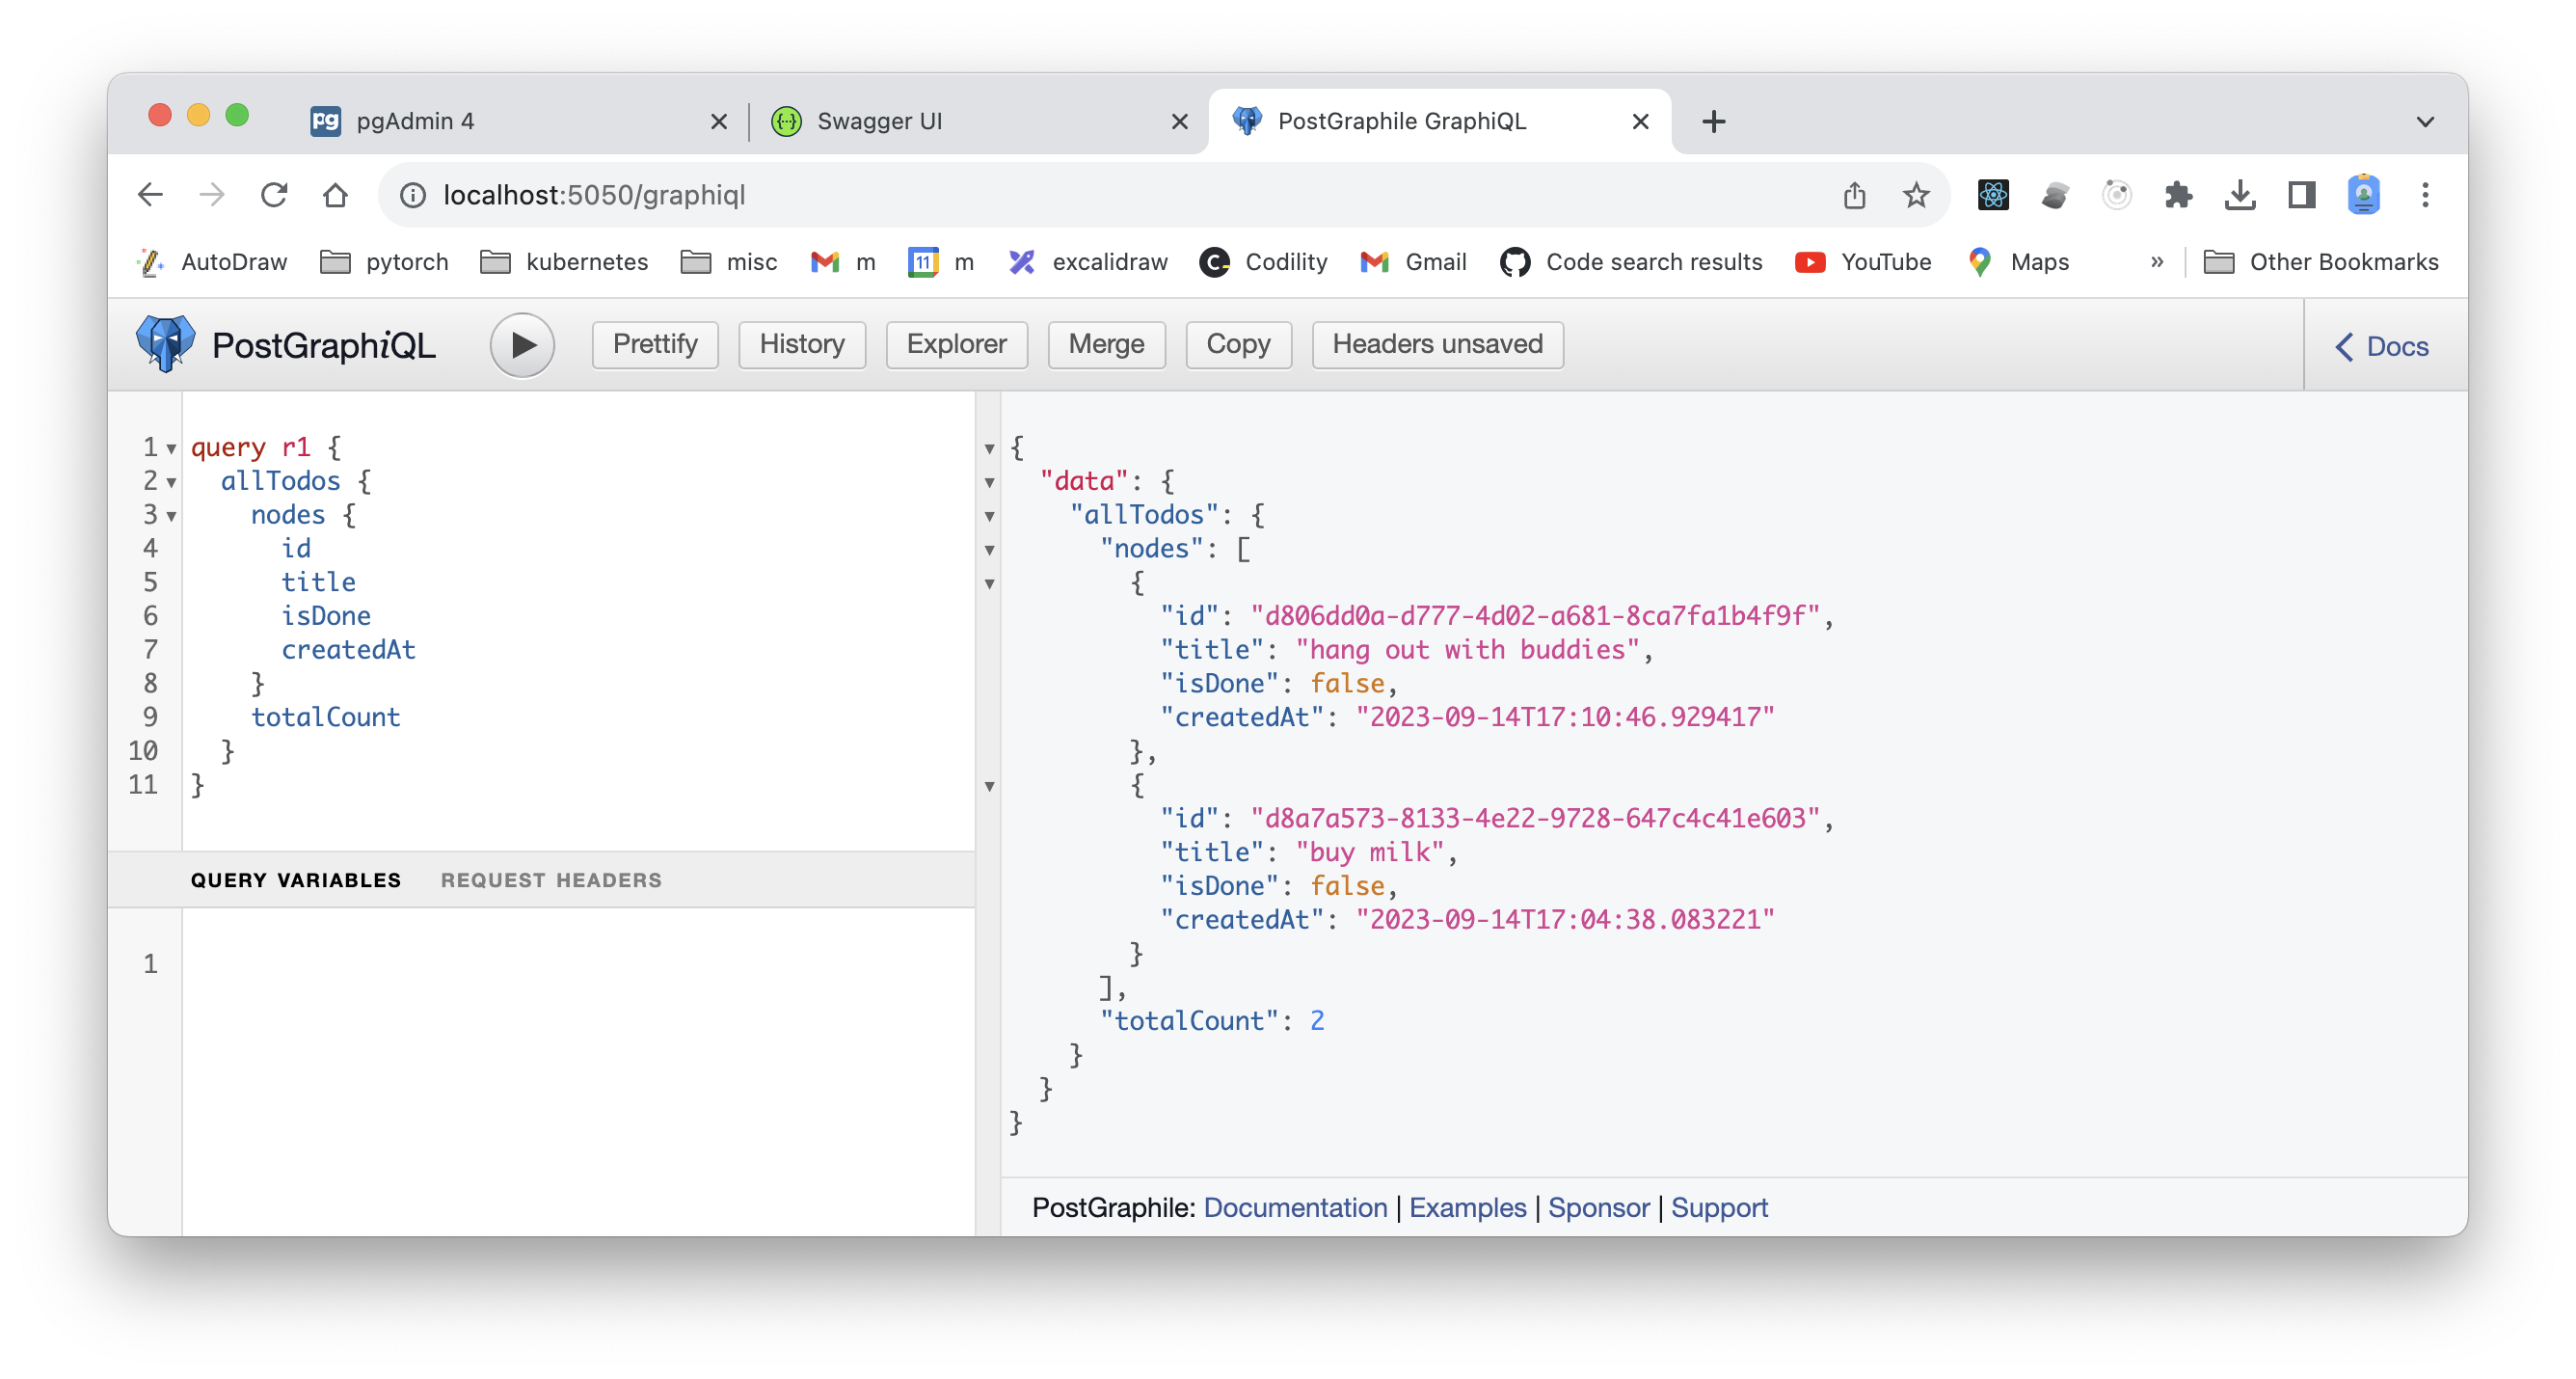 pgAdmin 4
Swagger UI
PostGraphile GraphiQL
localhost:5050/graphiql
AutoDraw pytorch kubernetes misc m 11 m excalidraw Codility Gmail Code search results YouTube Maps » Other Bookmarks
PostGraphiQL Prettify History Explorer Merge Copy Headers unsaved Docs
1 query r1 {
2 allTodos {
3 nodes {
4 id
5 title
6 isDone
7 createdAt
8 }
9 totalCount
10 }
11 }
QUERY VARIABLES REQUEST HEADERS
1
{
"data": {
"allTodos": {
"nodes": [
{
"id": "d806dd0a-d777-4d02-a681-8ca7fa1b4f9f",
"title": "hang out with buddies",
"isDone": false,
"createdAt": "2023-09-14T17:10:46.929417"
},
{
"id": "d8a7a573-8133-4e22-9728-647c4c41e603",
"title": "buy milk",
"isDone": false,
"createdAt": "2023-09-14T17:04:38.083221"
}
],
"totalCount": 2
}
}
}
PostGraphile: Documentation | Examples | Sponsor | Support